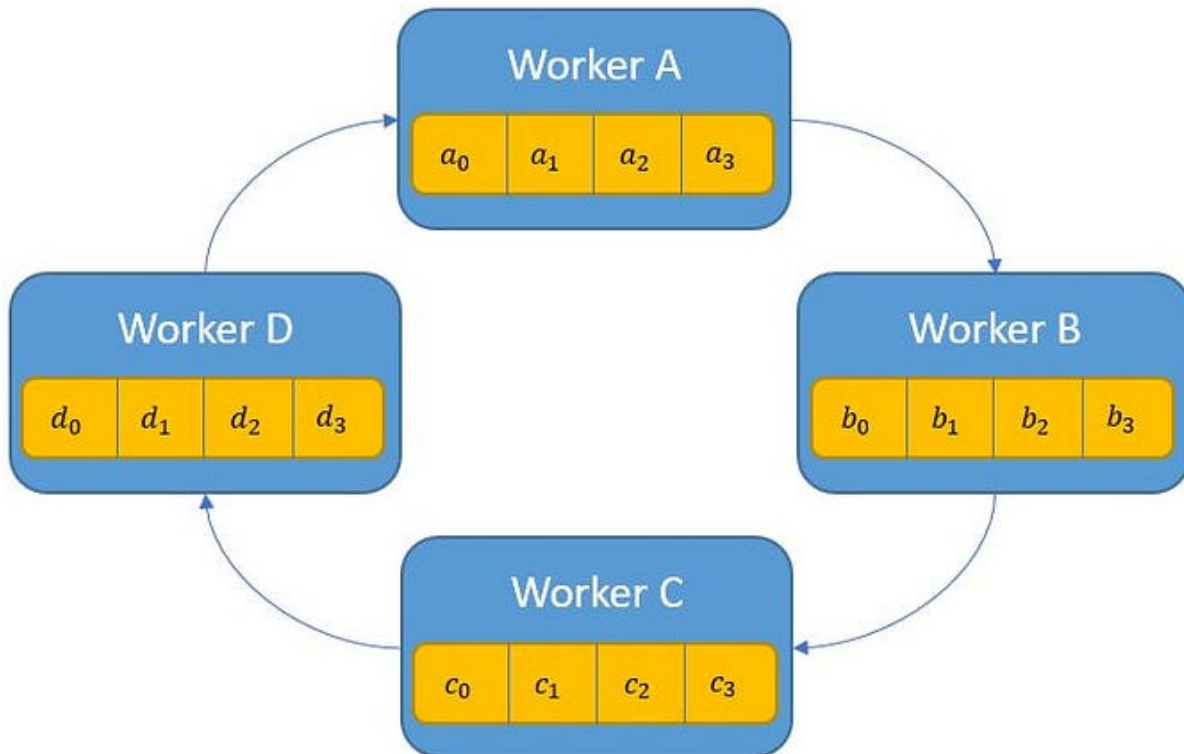 Worker A
a₀ a₁ a₂ a₃
Worker D
d₀ d₁ d₂ d₃
Worker B
b₀ b₁ b₂ b₃
Worker C
c₀ c₁ c₂ c₃